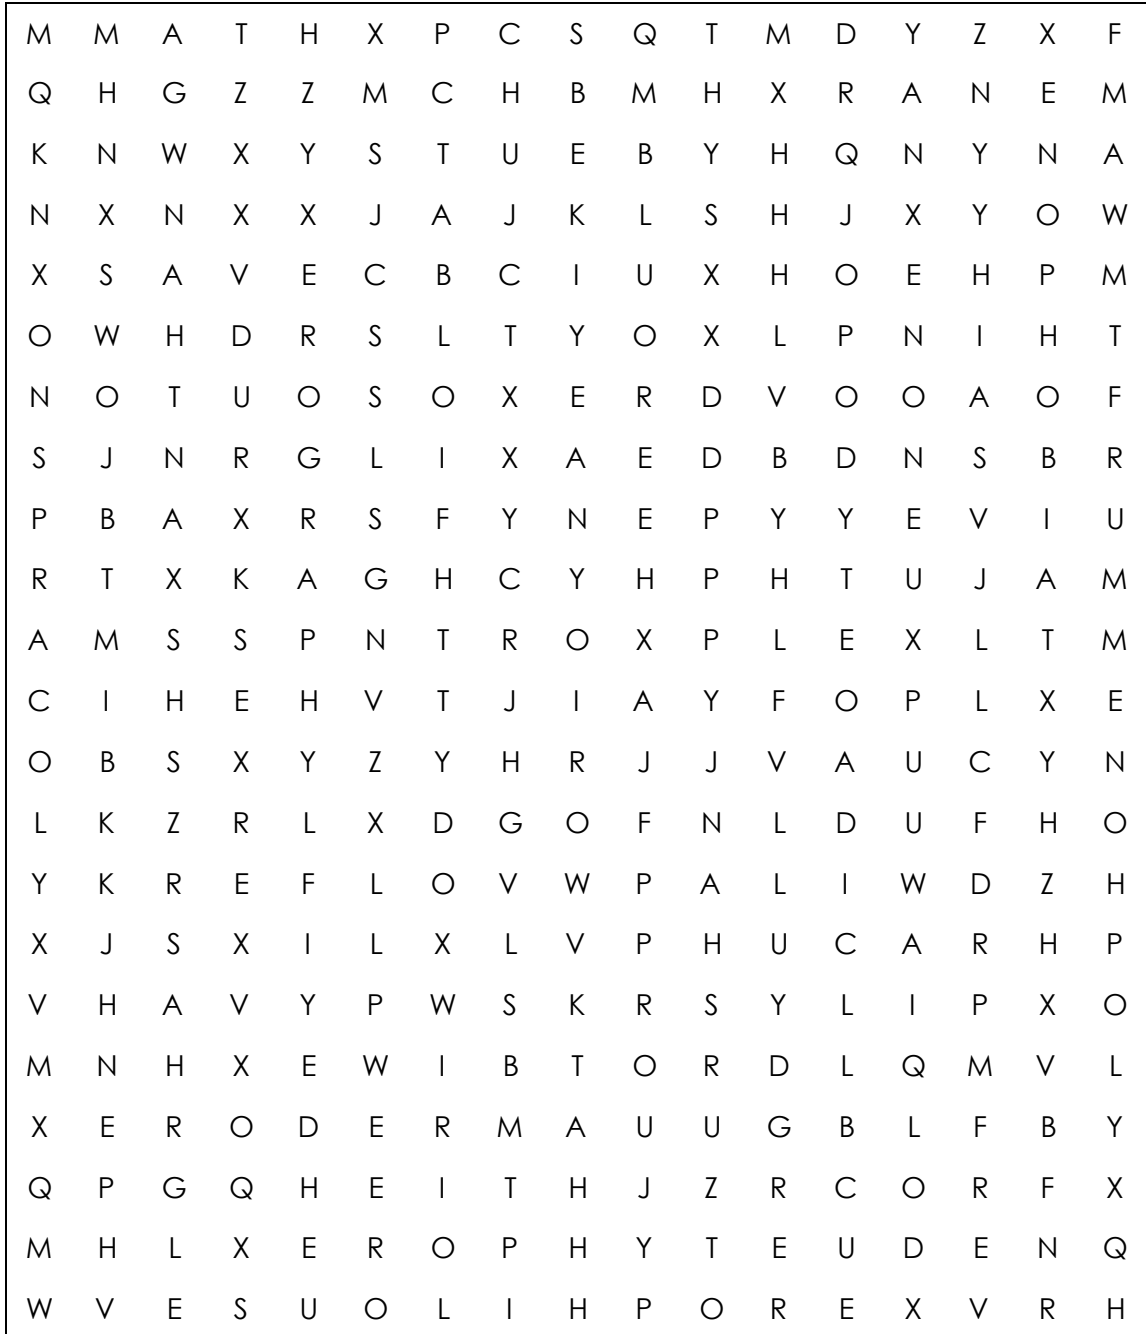 M M A T H X P C S Q T M D Y Z X F
Q H G Z Z M C H B M H X R A N E M
K N W X Y S T U E B Y H Q N Y N A
N X N X X J A J K L S H J X Y O W
X S A V E C B C I U X H O E H P M
O W H D R S L T Y O X L P N I H T
N O T U O S O X E R D V O O A O F
S J N R G L I X A E D B D N S B R
P B A X R S F Y N E P Y Y E V I U
R T X K A G H C Y H P H T U J A M
A M S S P N T R O X P L E X L T M
C I H E H V T J I A Y F O P L X E
O B S X Y Z Y H R J J V A U C Y N
L K Z R L X D G O F N L D U F H O
Y K R E F L O V W P A L I W D Z H
X J S X I L X L V P H U C A R H P
V H A V Y P W S K R S Y L I P X O
M N H X E W I B T O R D L Q M V L
X E R O D E R M A U U G B L F B Y
Q P G Q H E I T H J Z R C O R F X
M H L X E R O P H Y T E U D E N Q
W V E S U O L I H P O R E X V R H